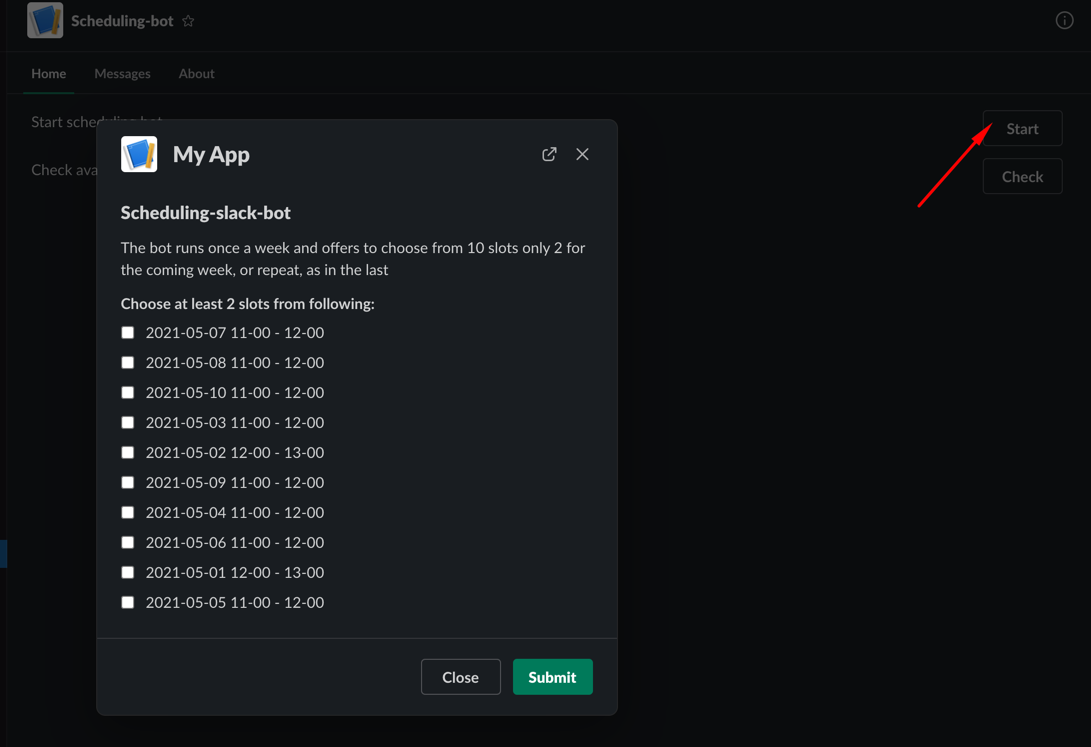 Scheduling-bot
Home Messages About
Start scheduling bot
Start
Check ava
Check
My App
Scheduling-slack-bot
The bot runs once a week and offers to choose from 10 slots only 2 for
the coming week, or repeat, as in the last
Choose at least 2 slots from following:
2021-05-07 11-00 - 12-00
2021-05-08 11-00 - 12-00
2021-05-10 11-00 - 12-00
2021-05-03 11-00 - 12-00
2021-05-02 12-00 - 13-00
2021-05-09 11-00 - 12-00
2021-05-04 11-00 - 12-00
2021-05-06 11-00 - 12-00
2021-05-01 12-00 - 13-00
2021-05-05 11-00 - 12-00
Close Submit